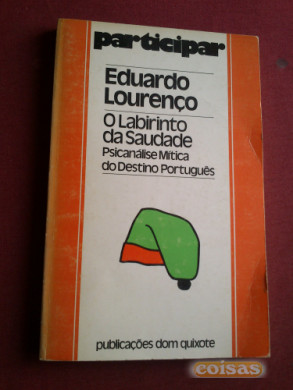 participar
Eduardo
Lourenço
O Labirinto
da Saudade
Psicanálise Mítica
do Destino Português
publicações dom quixote
coisas